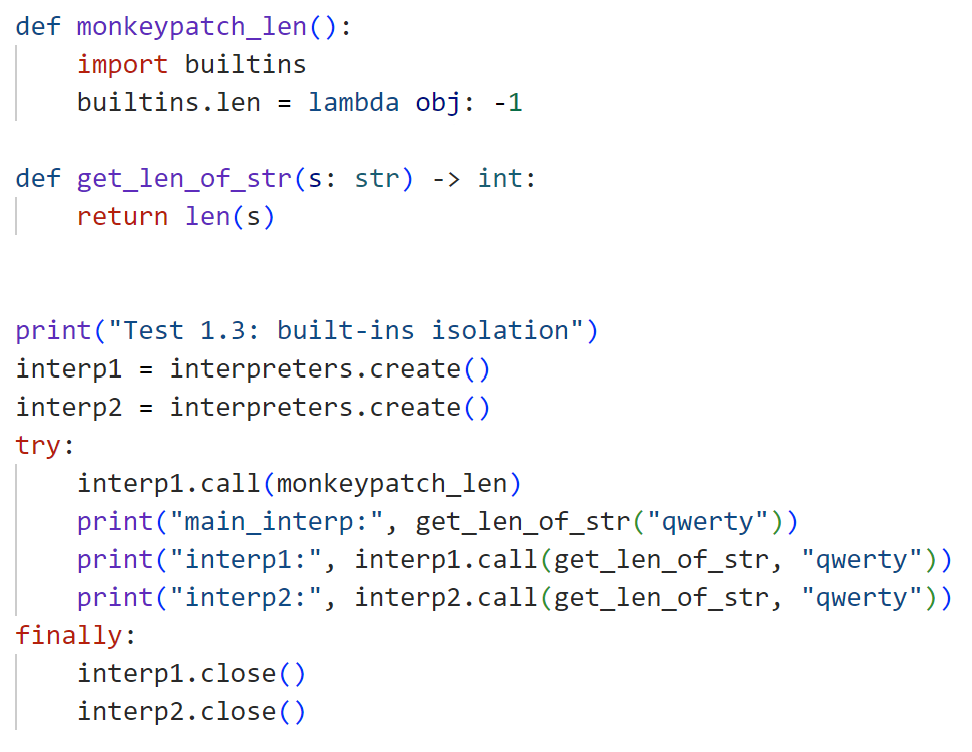 def monkeypatch_len():
    import builtins
    builtins.len = lambda obj: -1

def get_len_of_str(s: str) -> int:
    return len(s)


print("Test 1.3: built-ins isolation")
interp1 = interpreters.create()
interp2 = interpreters.create()
try:
    interp1.call(monkeypatch_len)
    print("main_interp:", get_len_of_str("qwerty"))
    print("interp1:", interp1.call(get_len_of_str, "qwerty"))
    print("interp2:", interp2.call(get_len_of_str, "qwerty"))
finally:
    interp1.close()
    interp2.close()